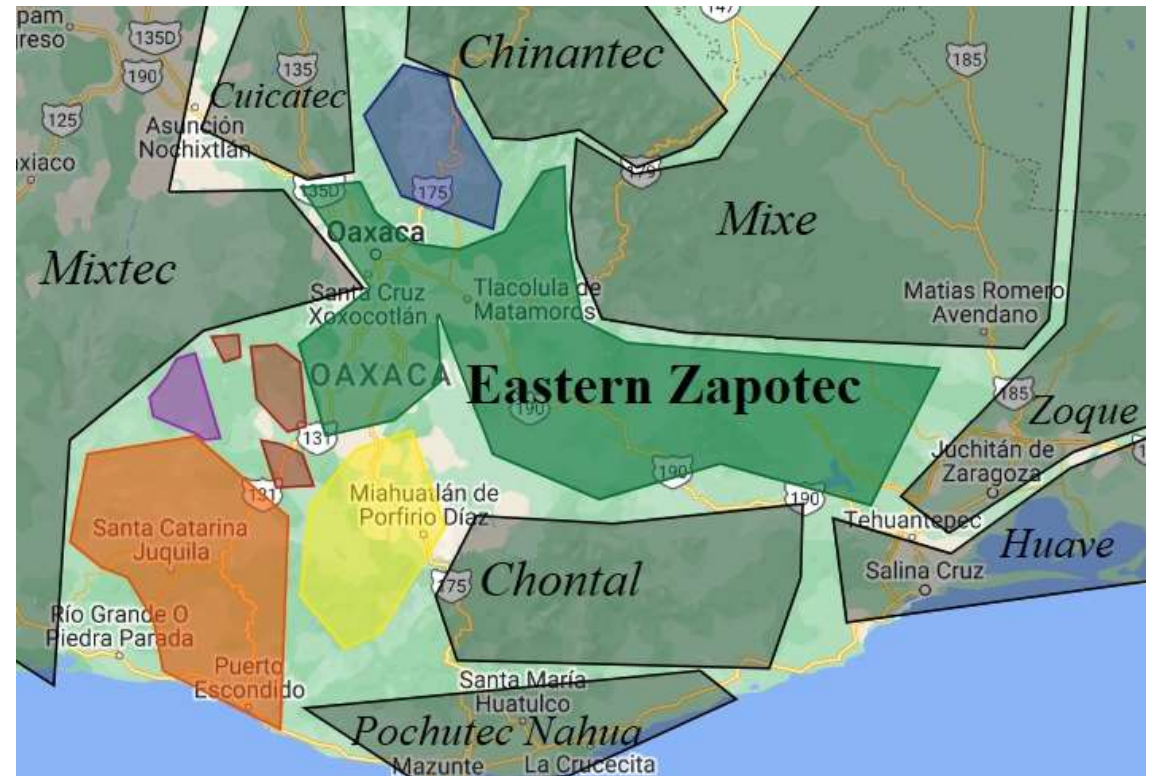 pam
greso
135D
190
147
135
Chinantec
185
Cuicatec
125
Asunción
Nochixtlán
xiaco
179
175
135D
Mixe
Oaxaca
Mixtec
Santa Cruz
Xoxocotlán
Tlacolula de
Matamoros
Matias Romero
Avendano
OAXACA
Eastern Zapotec
190
185
Zoque
131
Juchitán de
Zaragoza
190
131
190
Miahuatlán de
Porfirio Díaz
Santa Catarina
Juquila
Tehuantepec
Huave
Salina Cruz
175
Chontal
Río Grande O
Piedra Parada
Puerto
Escondido
Santa María
Huatulco
Pochutec Nahua
Mazunte
La Crucecita